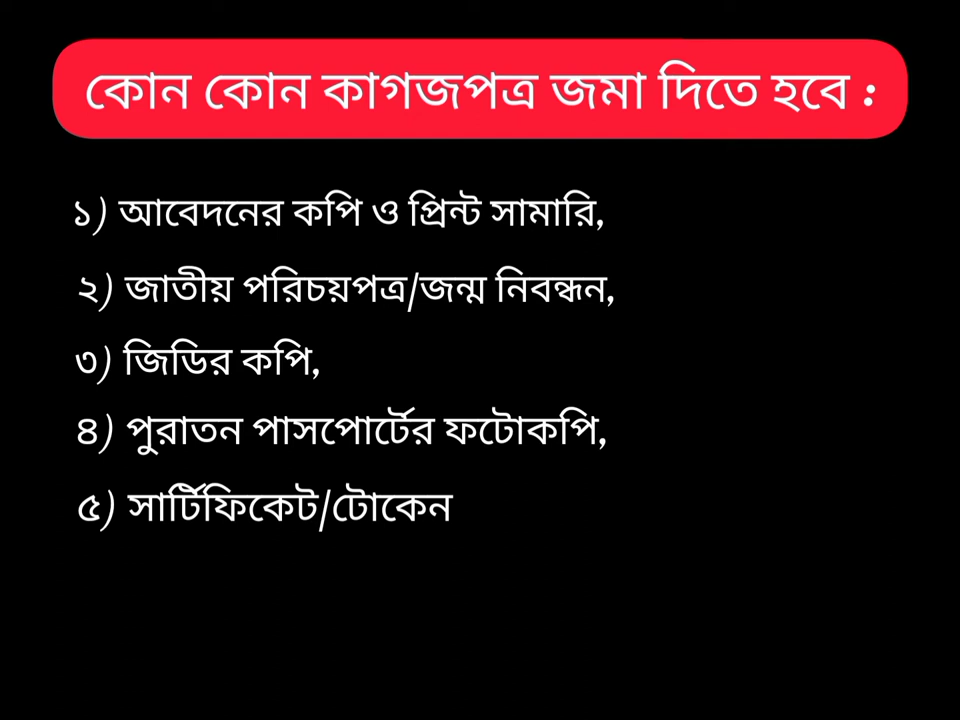 কোন কোন কাগজপত্র জমা দিতে হবে :
১) আবেদনের কপি ও প্রিন্ট সামারি,
২) জাতীয় পরিচয়পত্র/জন্ম নিবন্ধন,
৩) জিডির কপি,
৪) পুরাতন পাসপোর্টের ফটোকপি,
৫) সার্টিফিকেট/টোকেন